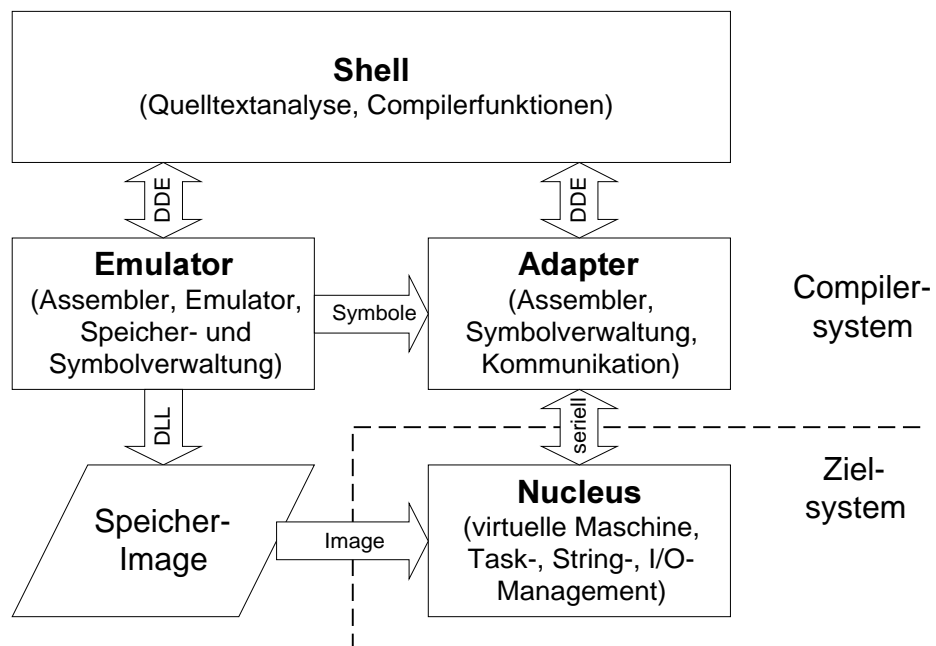 Shell
(Quelltextanalyse, Compilerfunktionen)
DDE
DDE
Emulator
(Assembler, Emulator,
Speicher- und
Symbolverwaltung)
Symbole
Adapter
(Assembler,
Symbolverwaltung,
Kommunikation)
Compiler-
system
DLL
seriell
Speicher-
Image
Image
Nucleus
(virtuelle Maschine,
Task-, String-, I/O-
Management)
Ziel-
system